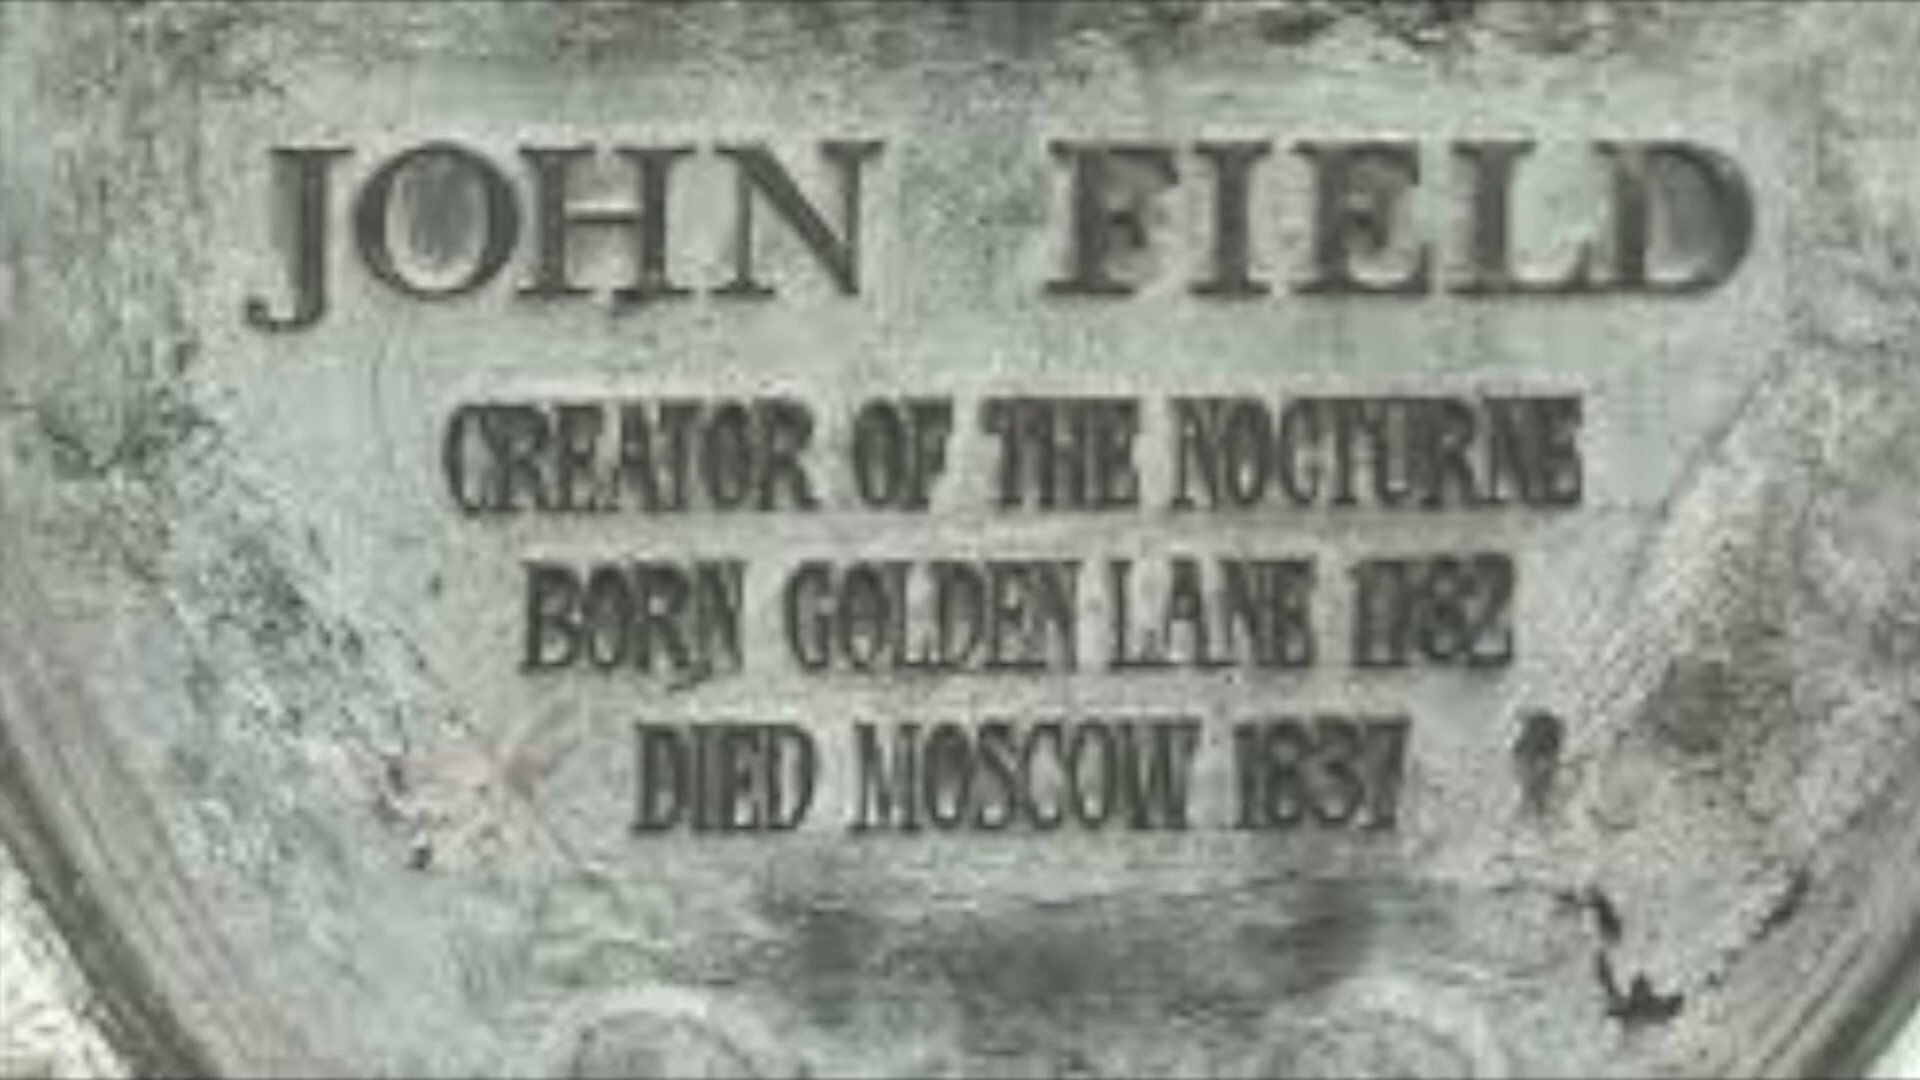 JOHN FIELD
CREATOR OF THE NOCTURNE
BORN GOLDEN LANE 1782
DIED MOSCOW 1837